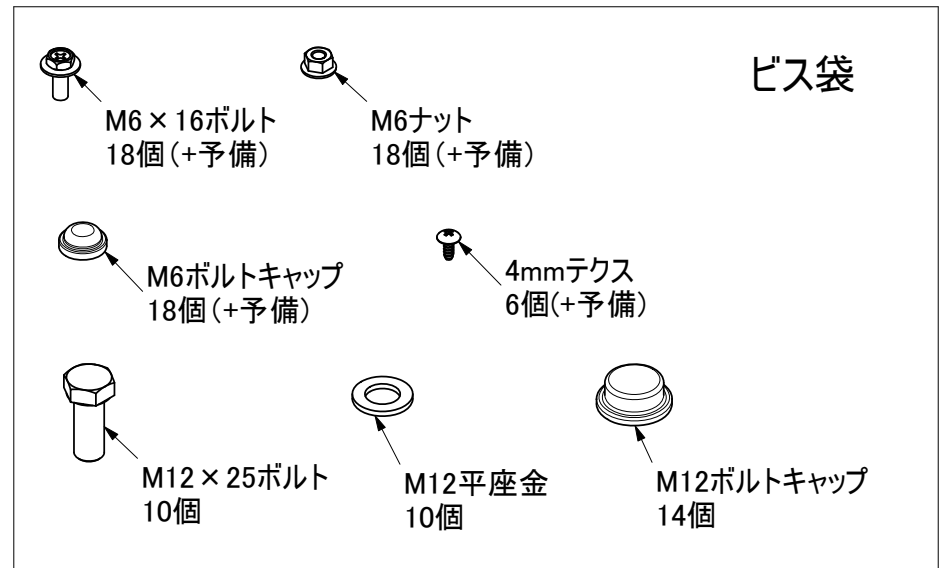 ビス袋
M6×16ボルト
18個(+予備)
M6ナット
18個(+予備)
M6ボルトキャップ
18個(+予備)
4mmテクス
6個(+予備)
M12×25ボルト
10個
M12平座金
10個
M12ボルトキャップ
14個